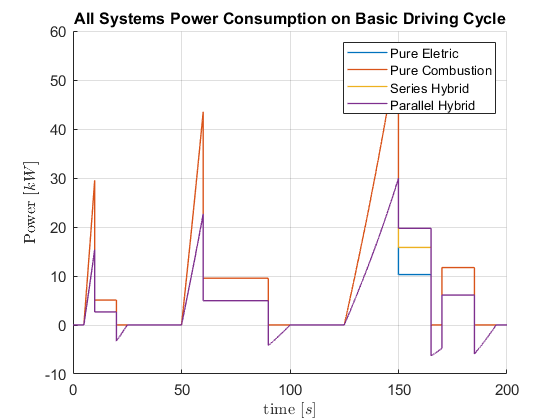 All Systems Power Consumption on Basic Driving Cycle
60
50
40
30
20
10
0
-10
Power [kW]
Pure Eletric
Pure Combustion
Series Hybrid
Parallel Hybrid
0 50 100 150 200
time [s]